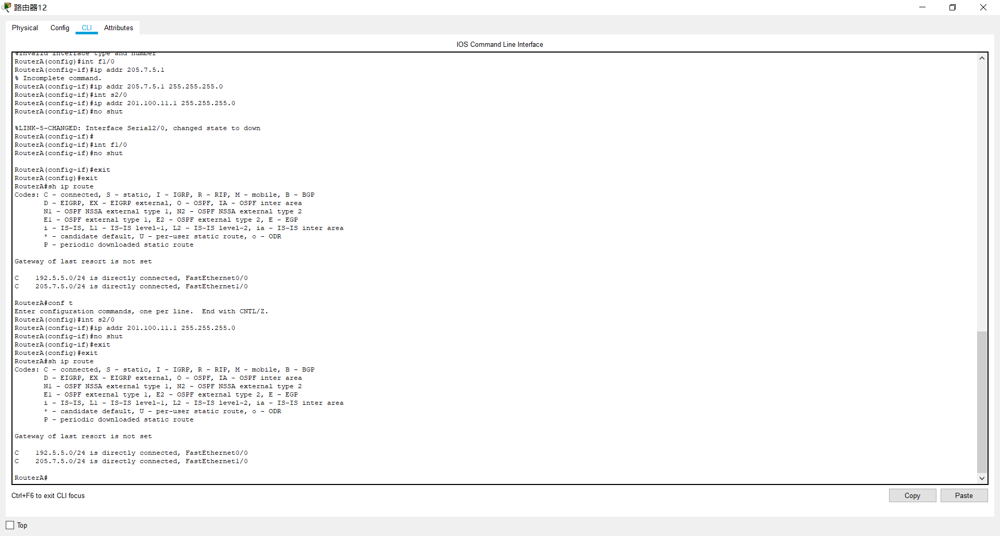 路由器12
Physical Config CLI Attributes
IOS Command Line Interface
%Invalid interface type and number
RouterA(config)#int f1/0
RouterA(config-if)#ip addr 205.7.5.1
% Incomplete command.
RouterA(config-if)#ip addr 205.7.5.1 255.255.255.0
RouterA(config-if)#int s2/0
RouterA(config-if)#ip addr 201.100.11.1 255.255.255.0
RouterA(config-if)#no shut
%LINK-5-CHANGED: Interface Serial2/0, changed state to down
RouterA(config-if)#
RouterA(config-if)#int f1/0
RouterA(config-if)#no shut
RouterA(config-if)#exit
RouterA(config)#exit
RouterA#sh ip route
Codes: C - connected, S - static, I - IGRP, R - RIP, M - mobile, B - BGP
D - EIGRP, EX - EIGRP external, O - OSPF, IA - OSPF inter area
N1 - OSPF NSSA external type 1, N2 - OSPF NSSA external type 2
E1 - OSPF external type 1, E2 - OSPF external type 2, E - EGP
i - IS-IS, L1 - IS-IS level-1, L2 - IS-IS level-2, ia - IS-IS inter area
* - candidate default, U - per-user static route, o - ODR
P - periodic downloaded static route
Gateway of last resort is not set
C 192.5.5.0/24 is directly connected, FastEthernet0/0
C 205.7.5.0/24 is directly connected, FastEthernet1/0
RouterA#conf t
Enter configuration commands, one per line. End with CNTL/Z.
RouterA(config)#int s2/0
RouterA(config-if)#ip addr 201.100.11.1 255.255.255.0
RouterA(config-if)#no shut
RouterA(config-if)#exit
RouterA(config)#exit
RouterA#sh ip route
Codes: C - connected, S - static, I - IGRP, R - RIP, M - mobile, B - BGP
D - EIGRP, EX - EIGRP external, O - OSPF, IA - OSPF inter area
N1 - OSPF NSSA external type 1, N2 - OSPF NSSA external type 2
E1 - OSPF external type 1, E2 - OSPF external type 2, E - EGP
i - IS-IS, L1 - IS-IS level-1, L2 - IS-IS level-2, ia - IS-IS inter area
* - candidate default, U - per-user static route, o - ODR
P - periodic downloaded static route
Gateway of last resort is not set
C 192.5.5.0/24 is directly connected, FastEthernet0/0
C 205.7.5.0/24 is directly connected, FastEthernet1/0
RouterA#
Ctrl+F6 to exit CLI focus
Copy Paste
Top